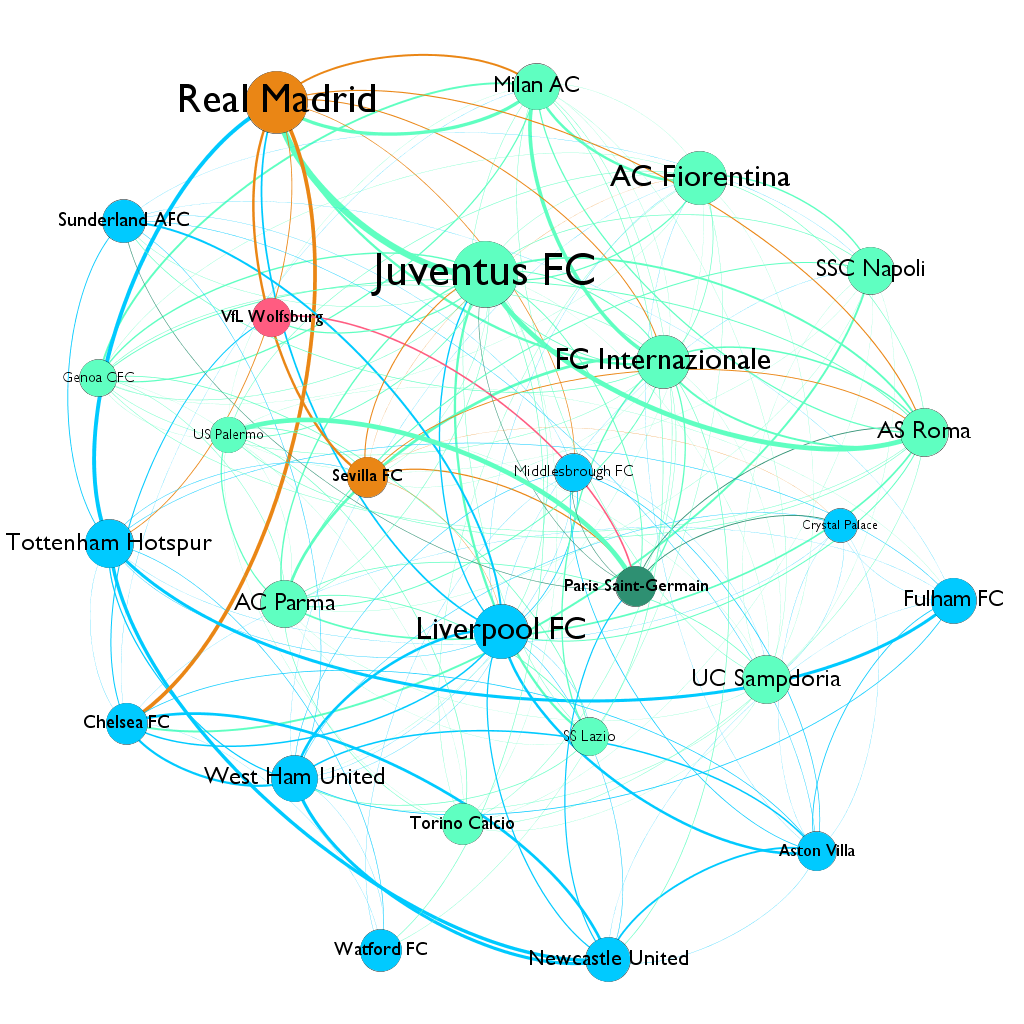 Milan AC
Real Madrid
AC Fiorentina
Sunderland AFC
Juventus FC
SSC Napoli
VfL Wolfsburg
FC Internazionale
Genoa CFC
US Palermo
AS Roma
Sevilla FC
Middlesbrough FC
Crystal Palace
Tottenham Hotspur
Paris Saint-Germain
AC Parma
Fulham FC
Liverpool FC
UC Sampdoria
Chelsea FC
SS Lazio
West Ham United
Torino Calcio
Aston Villa
Watford FC
Newcastle United